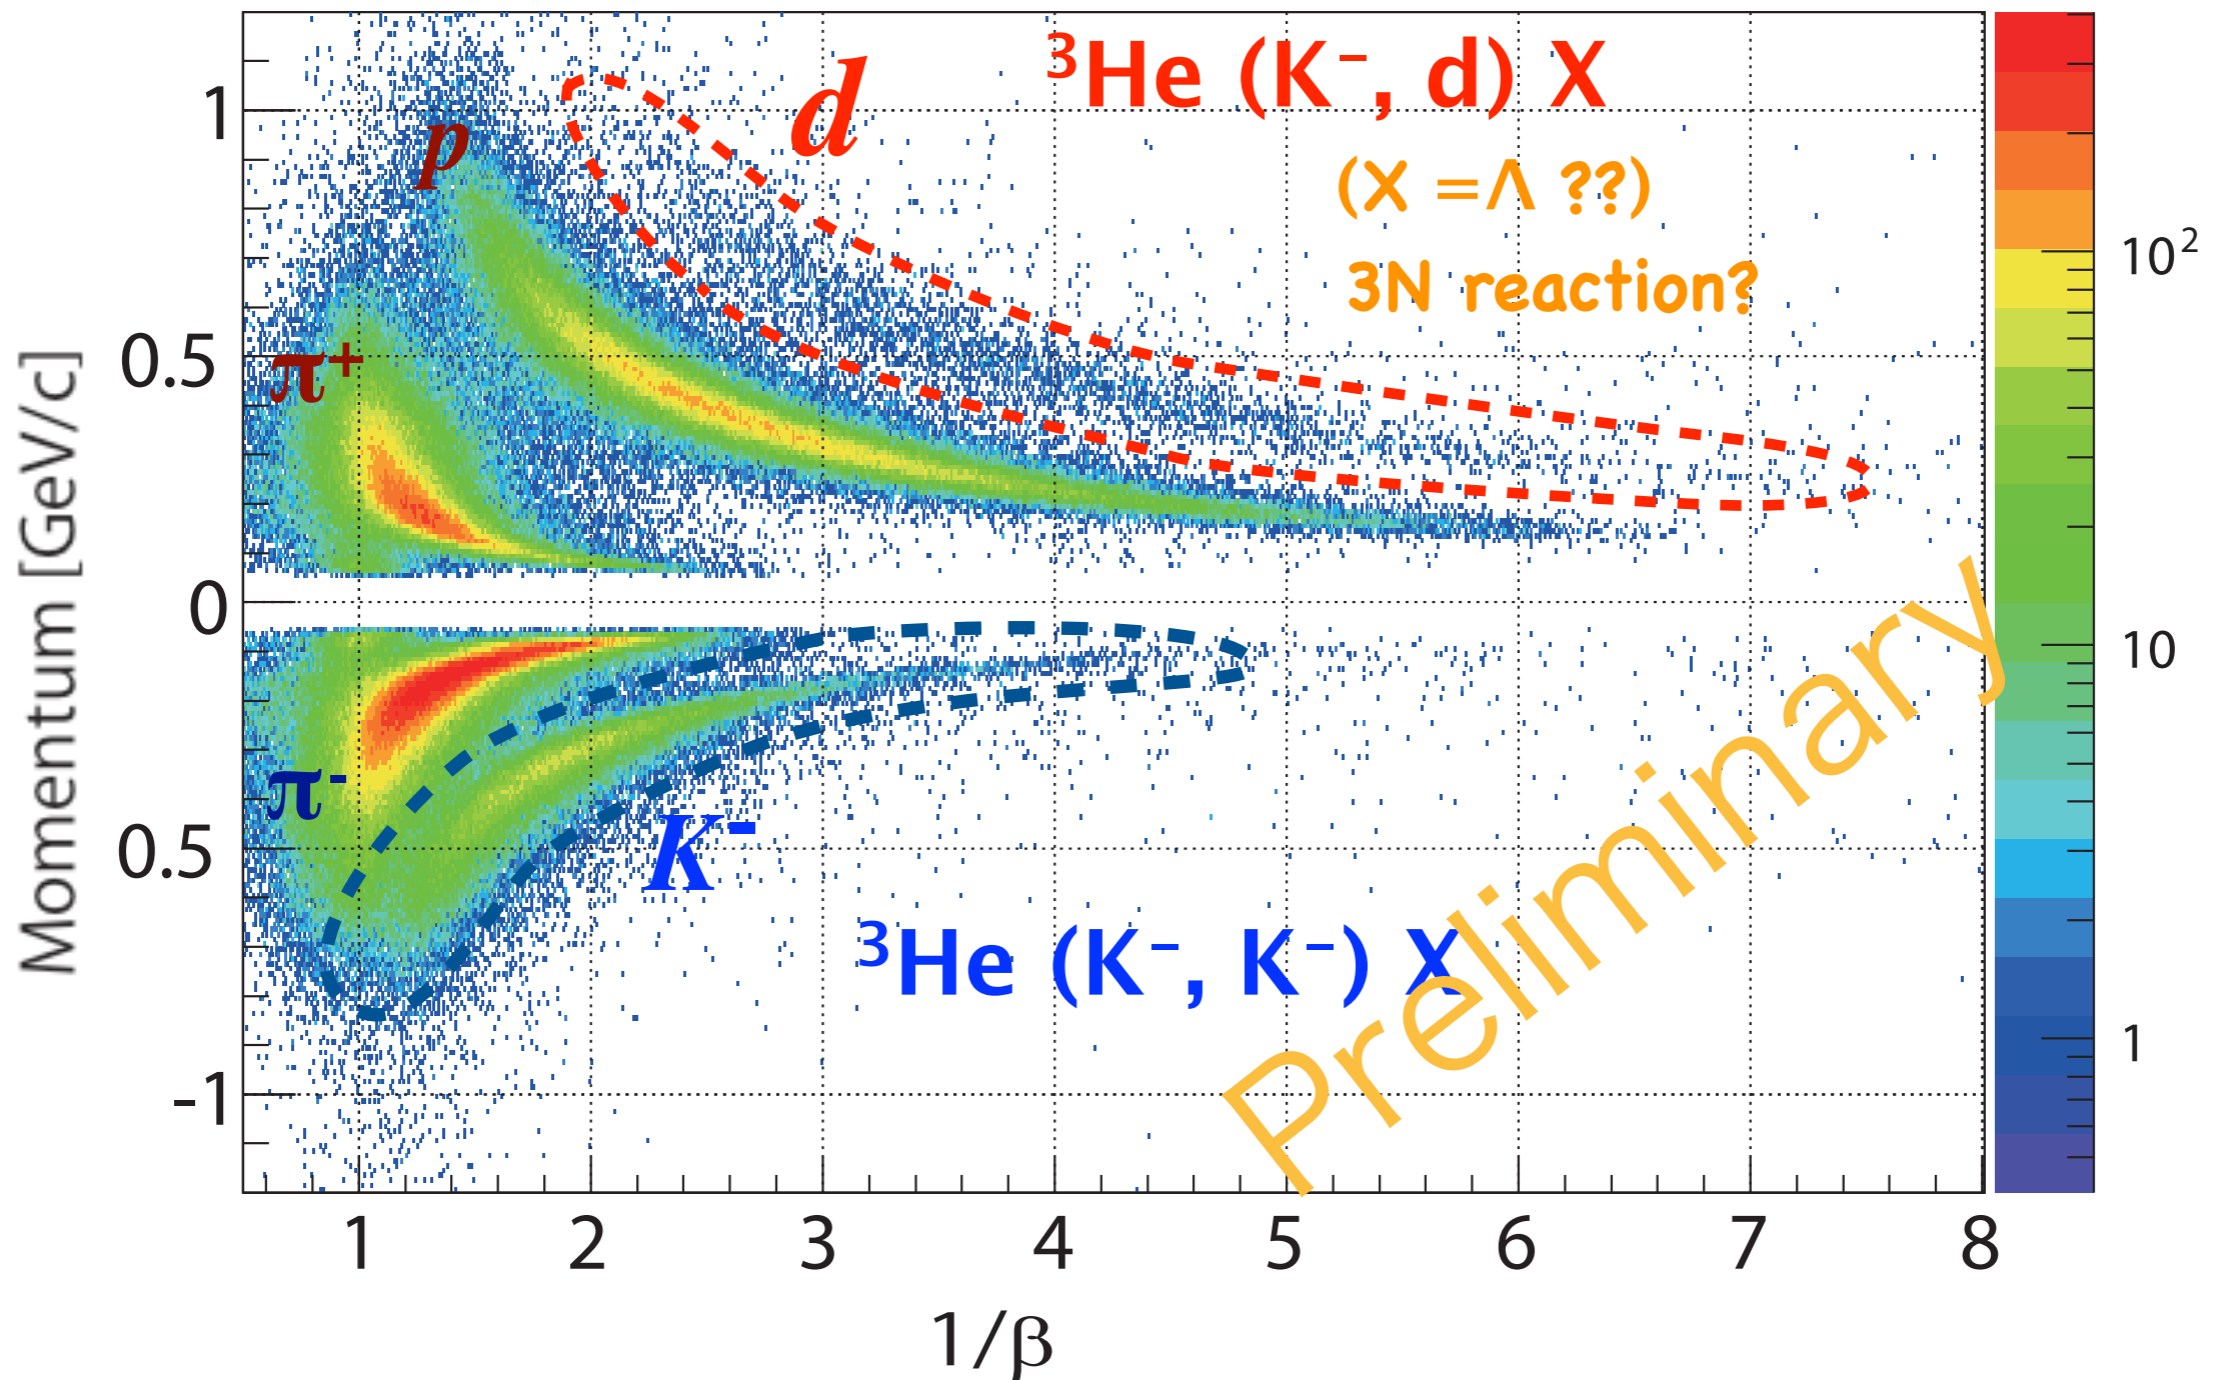 ³He (K⁻, d) X
d
1
p
(X =Λ ??)
10²
3N reaction?
0.5
π⁺
Momentum [GeV/c]
0
10
π⁻
K⁻
0.5
³He (K⁻, K⁻) X
Preliminary
1
-1
1 2 3 4 5 6 7 8
1/β